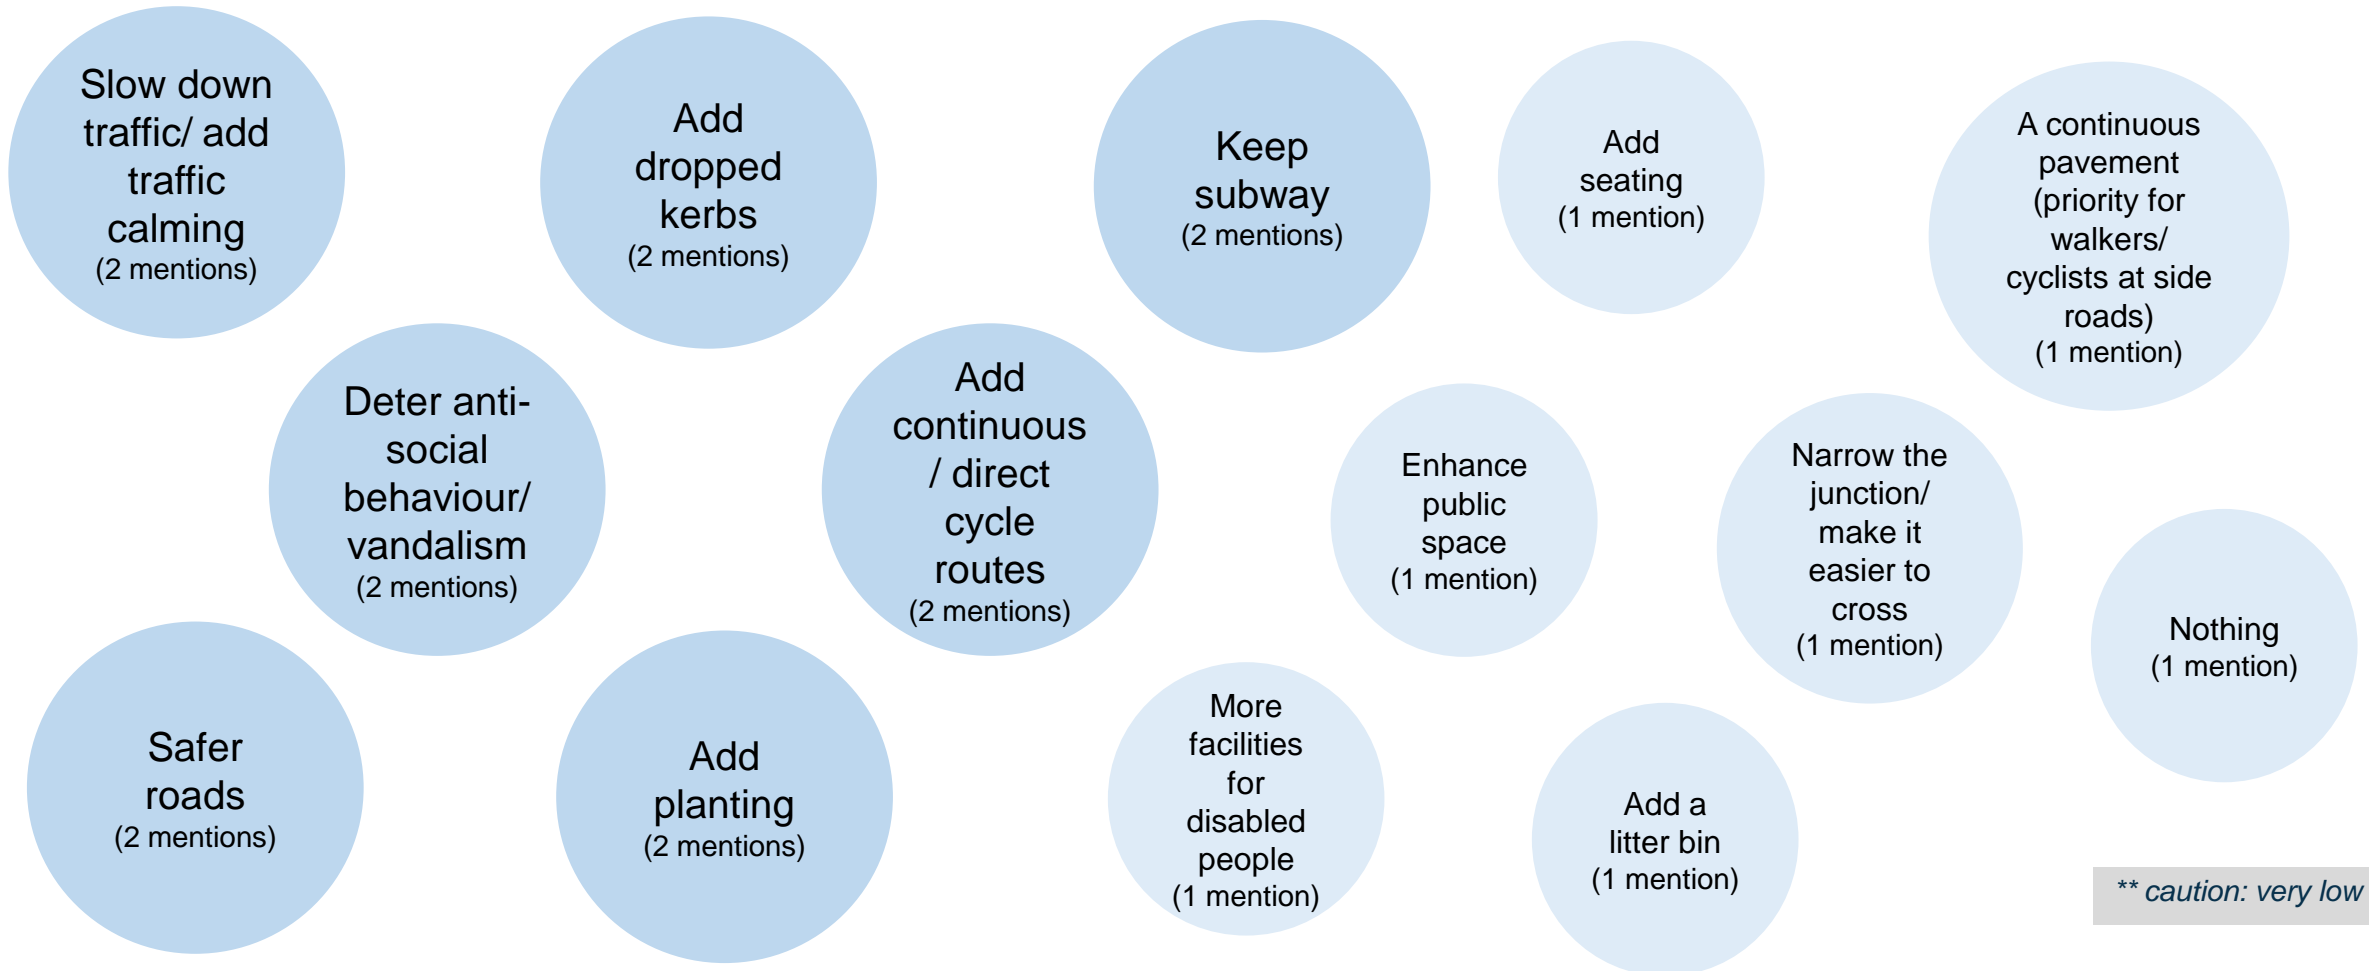 Slow down
traffic/ add
traffic
calming
(2 mentions)
Add
dropped
kerbs
(2 mentions)
Keep
subway
(2 mentions)
Add
seating
(1 mention)
A continuous
pavement
(priority for
walkers/
cyclists at side
roads)
(1 mention)
Deter anti-
social
behaviour/
vandalism
(2 mentions)
Add
continuous
/ direct
cycle
routes
(2 mentions)
Enhance
public
space
(1 mention)
Narrow the
junction/
make it
easier to
cross
(1 mention)
Nothing
(1 mention)
Safer
roads
(2 mentions)
Add
planting
(2 mentions)
More
facilities
for
disabled
people
(1 mention)
Add a
litter bin
(1 mention)
** caution: very low